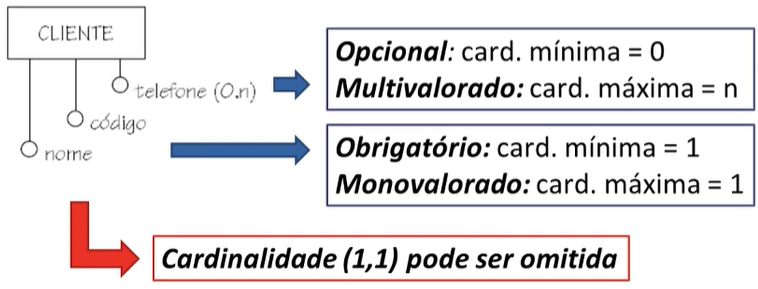 CLIENTE
telefone (0.n)
código
nome
Opcional: card. mínima = 0
Multivalorado: card. máxima = n
Obrigatório: card. mínima = 1
Monovalorado: card. máxima = 1
Cardinalidade (1,1) pode ser omitida